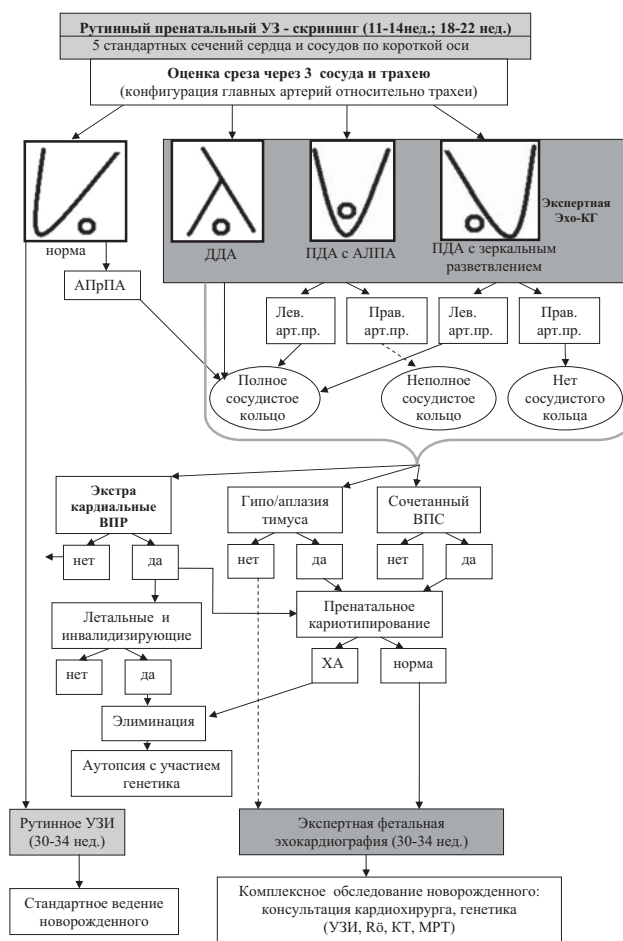 Рутинный пренатальный УЗ - скрининг (11-14нед.; 18-22 нед.)
5 стандартных сечений сердца и сосудов по короткой оси
Оценка среза через 3 сосуда и трахею
(конфигурация главных артерий относительно трахеи)
норма
ДДА
ПДА с АЛПА
ПДА с зеркальным
разветвлением
Экспертная
Эхо-КГ
АПрПА
Лев.
арт.пр.
Прав.
арт.пр.
Лев.
арт.пр.
Прав.
арт.пр.
Полное
сосудистое
кольцо
Неполное
сосудистое
кольцо
Нет
сосудистого
кольца
Экстра
кардиальные
ВПР
Гипо/аплазия
тимуса
Сочетанный
ВПС
нет
да
нет
да
нет
да
Летальные и
инвалидизирующие
Пренатальное
кариотипирование
нет
да
ХА
норма
Элиминация
Аутопсия с участием
генетика
Рутинное УЗИ
(30-34 нед.)
Экспертная фетальная
эхокардиография (30-34 нед.)
Стандартное ведение
новорожденного
Комплексное обследование новорожденного:
консультация кардиохирурга, генетика
(УЗИ, Rö, КТ, МРТ)